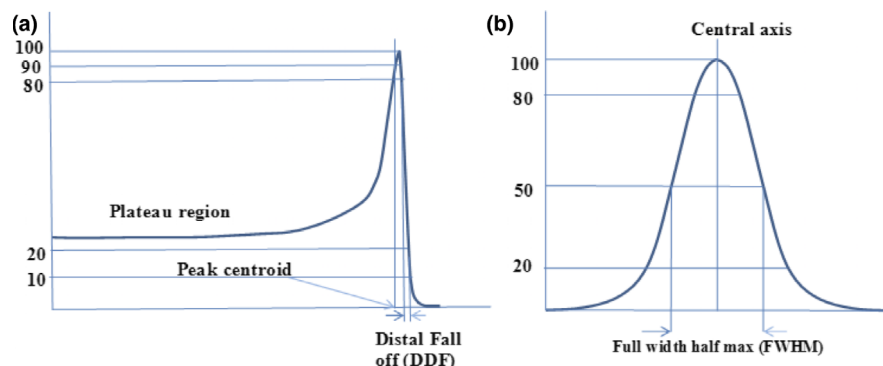 (a)
100
90
80
Plateau region
20
Peak centroid
10
Distal Fall
off (DDF)
(b)
Central axis
100
80
50
20
Full width half max (FWHM)